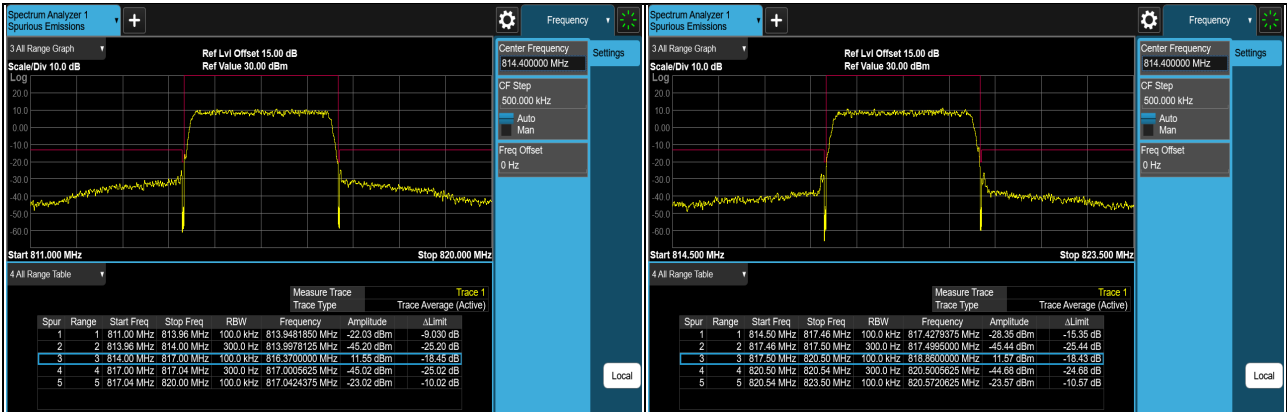 Spectrum Analyzer 1
Spurious Emissions
Frequency
3 All Range Graph
Ref Lvl Offset 15.00 dB
Scale/Div 10.0 dB
Ref Value 30.00 dBm
Log
20.0
10.0
0.00
-10.0
-20.0
-30.0
-40.0
-50.0
-60.0
Start 811.000 MHz
Stop 820.000 MHz
Center Frequency
814.400000 MHz
Settings
CF Step
500.000 kHz
Auto
Man
Freq Offset
0 Hz
Local
4 All Range Table
Measure Trace Trace 1
Trace Type Trace Average (Active)
Spur Range Start Freq Stop Freq RBW Frequency Amplitude ΔLimit
1 1 811.00 MHz 813.96 MHz 100.0 kHz 813.9481850 MHz -22.03 dBm -9.030 dB
2 2 813.96 MHz 814.00 MHz 300.0 Hz 813.9978125 MHz -45.20 dBm -25.20 dB
3 3 814.00 MHz 817.00 MHz 100.0 kHz 816.3700000 MHz 11.55 dBm -18.45 dB
4 4 817.00 MHz 817.04 MHz 300.0 Hz 817.0005625 MHz -45.02 dBm -25.02 dB
5 5 817.04 MHz 820.00 MHz 100.0 kHz 817.0424375 MHz -23.02 dBm -10.02 dB
Spectrum Analyzer 1
Spurious Emissions
Frequency
3 All Range Graph
Ref Lvl Offset 15.00 dB
Scale/Div 10.0 dB
Ref Value 30.00 dBm
Log
20.0
10.0
0.00
-10.0
-20.0
-30.0
-40.0
-50.0
-60.0
Start 814.500 MHz
Stop 823.500 MHz
Center Frequency
814.400000 MHz
Settings
CF Step
500.000 kHz
Auto
Man
Freq Offset
0 Hz
Local
4 All Range Table
Measure Trace Trace 1
Trace Type Trace Average (Active)
Spur Range Start Freq Stop Freq RBW Frequency Amplitude ΔLimit
1 1 814.50 MHz 817.46 MHz 100.0 kHz 817.4279375 MHz -28.35 dBm -15.35 dB
2 2 817.46 MHz 817.50 MHz 300.0 Hz 817.4995000 MHz -45.44 dBm -25.44 dB
3 3 817.50 MHz 820.50 MHz 100.0 kHz 818.8600000 MHz 11.57 dBm -18.43 dB
4 4 820.50 MHz 820.54 MHz 300.0 Hz 820.5005625 MHz -44.68 dBm -24.68 dB
5 5 820.54 MHz 823.50 MHz 100.0 kHz 820.5720625 MHz -23.57 dBm -10.57 dB